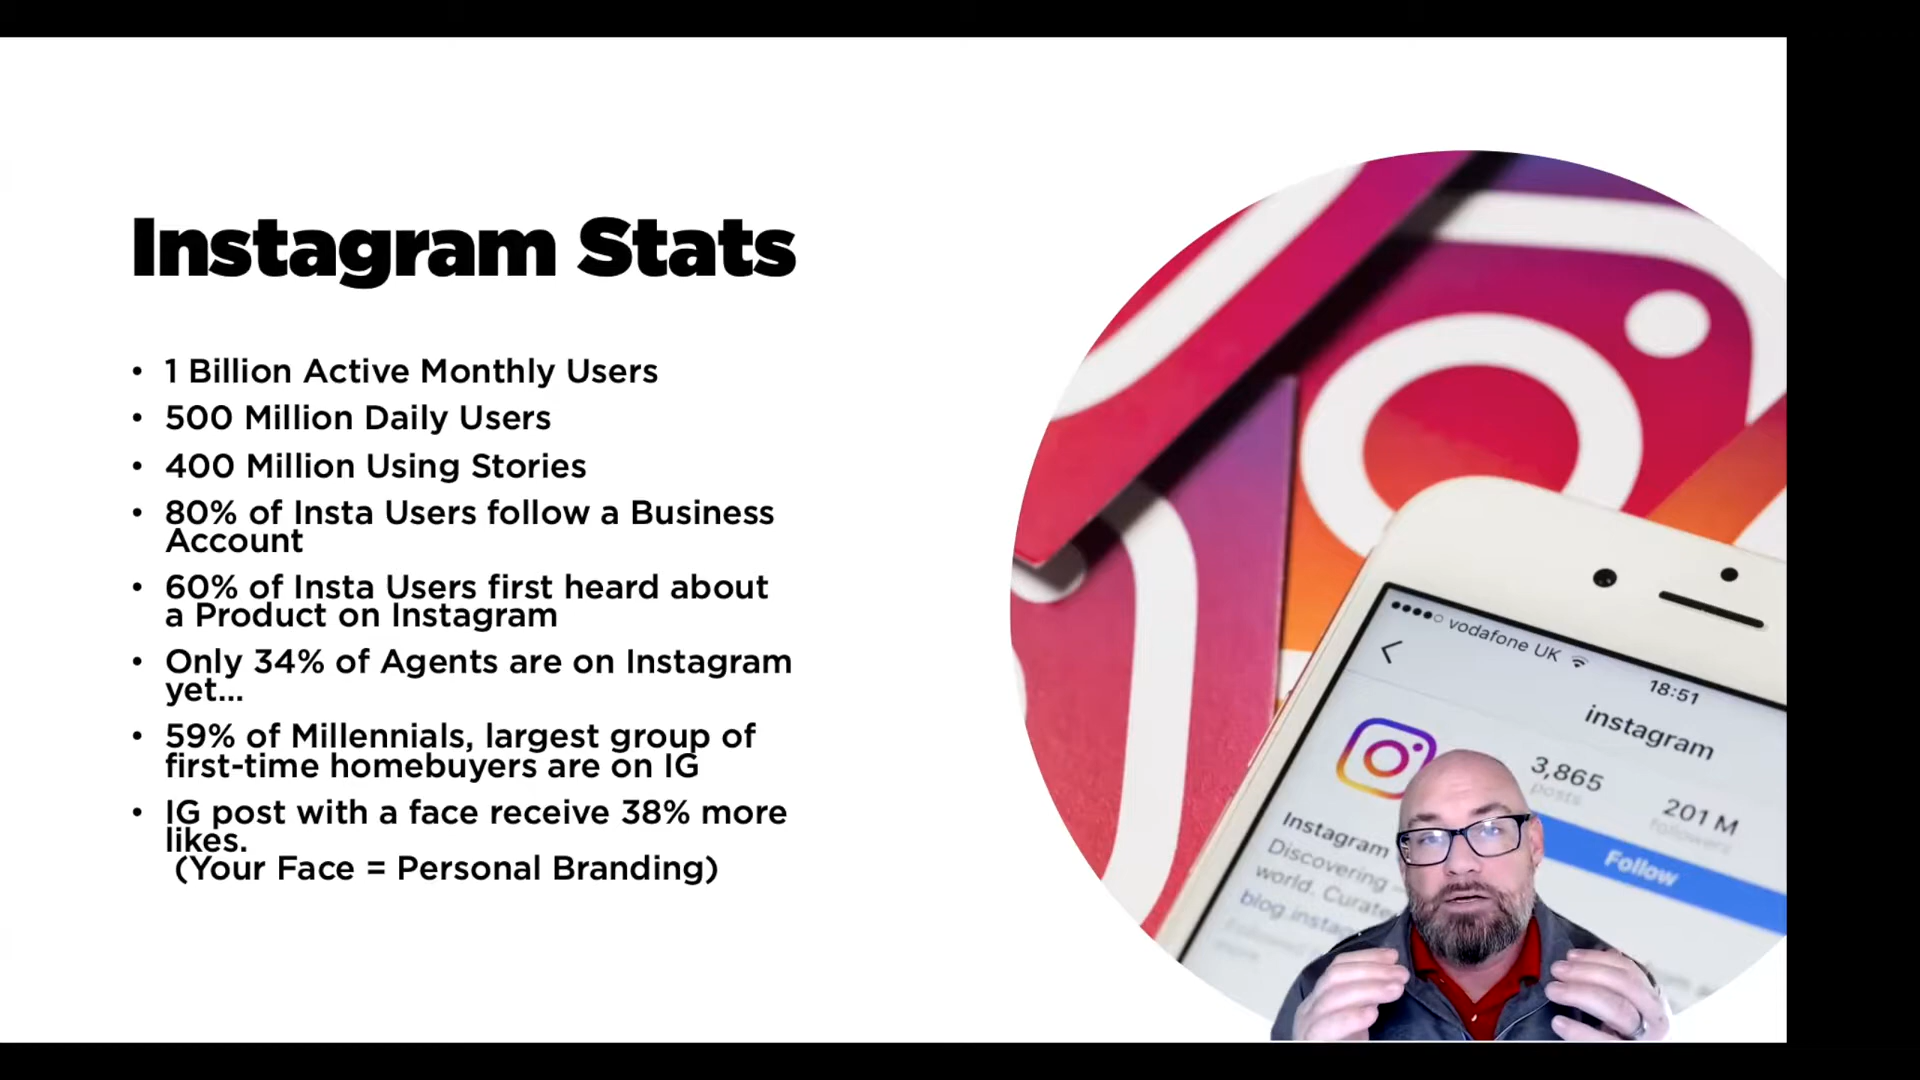 Instagram Stats
• 1 Billion Active Monthly Users
• 500 Million Daily Users
• 400 Million Using Stories
• 80% of Insta Users follow a Business
Account
• 60% of Insta Users first heard about
a Product on Instagram
• Only 34% of Agents are on Instagram
yet...
• 59% of Millennials, largest group of
first-time homebuyers are on IG
• IG post with a face receive 38% more
likes.
(Your Face = Personal Branding)
vodafone UK
18:51
instagram
3,865
posts
201 M
followers
Follow
Instagram
Discovering
world.